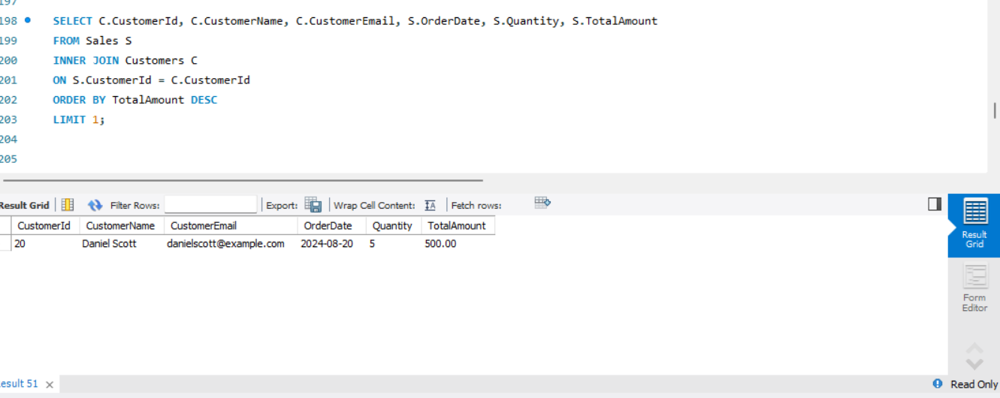 197
198 SELECT C.CustomerId, C.CustomerName, C.CustomerEmail, S.OrderDate, S.Quantity, S.TotalAmount
199 FROM Sales S
200 INNER JOIN Customers C
201 ON S.CustomerId = C.CustomerId
202 ORDER BY TotalAmount DESC
203 LIMIT 1;
204
205
Result Grid Filter Rows: Export: Wrap Cell Content: Fetch rows:
CustomerId CustomerName CustomerEmail OrderDate Quantity TotalAmount
20 Daniel Scott danielscott@example.com 2024-08-20 5 500.00
Result
Grid
Form
Editor
esult 51 Read Only